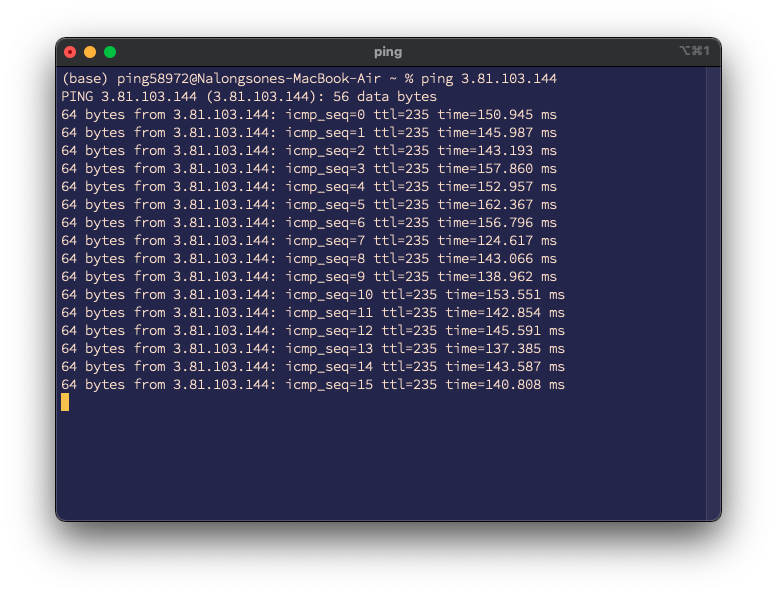 ping
⌥⌘1
(base) ping58972@Nalongsones-MacBook-Air ~ % ping 3.81.103.144
PING 3.81.103.144 (3.81.103.144): 56 data bytes
64 bytes from 3.81.103.144: icmp_seq=0 ttl=235 time=150.945 ms
64 bytes from 3.81.103.144: icmp_seq=1 ttl=235 time=145.987 ms
64 bytes from 3.81.103.144: icmp_seq=2 ttl=235 time=143.193 ms
64 bytes from 3.81.103.144: icmp_seq=3 ttl=235 time=157.860 ms
64 bytes from 3.81.103.144: icmp_seq=4 ttl=235 time=152.957 ms
64 bytes from 3.81.103.144: icmp_seq=5 ttl=235 time=162.367 ms
64 bytes from 3.81.103.144: icmp_seq=6 ttl=235 time=156.796 ms
64 bytes from 3.81.103.144: icmp_seq=7 ttl=235 time=124.617 ms
64 bytes from 3.81.103.144: icmp_seq=8 ttl=235 time=143.066 ms
64 bytes from 3.81.103.144: icmp_seq=9 ttl=235 time=138.962 ms
64 bytes from 3.81.103.144: icmp_seq=10 ttl=235 time=153.551 ms
64 bytes from 3.81.103.144: icmp_seq=11 ttl=235 time=142.854 ms
64 bytes from 3.81.103.144: icmp_seq=12 ttl=235 time=145.591 ms
64 bytes from 3.81.103.144: icmp_seq=13 ttl=235 time=137.385 ms
64 bytes from 3.81.103.144: icmp_seq=14 ttl=235 time=143.587 ms
64 bytes from 3.81.103.144: icmp_seq=15 ttl=235 time=140.808 ms